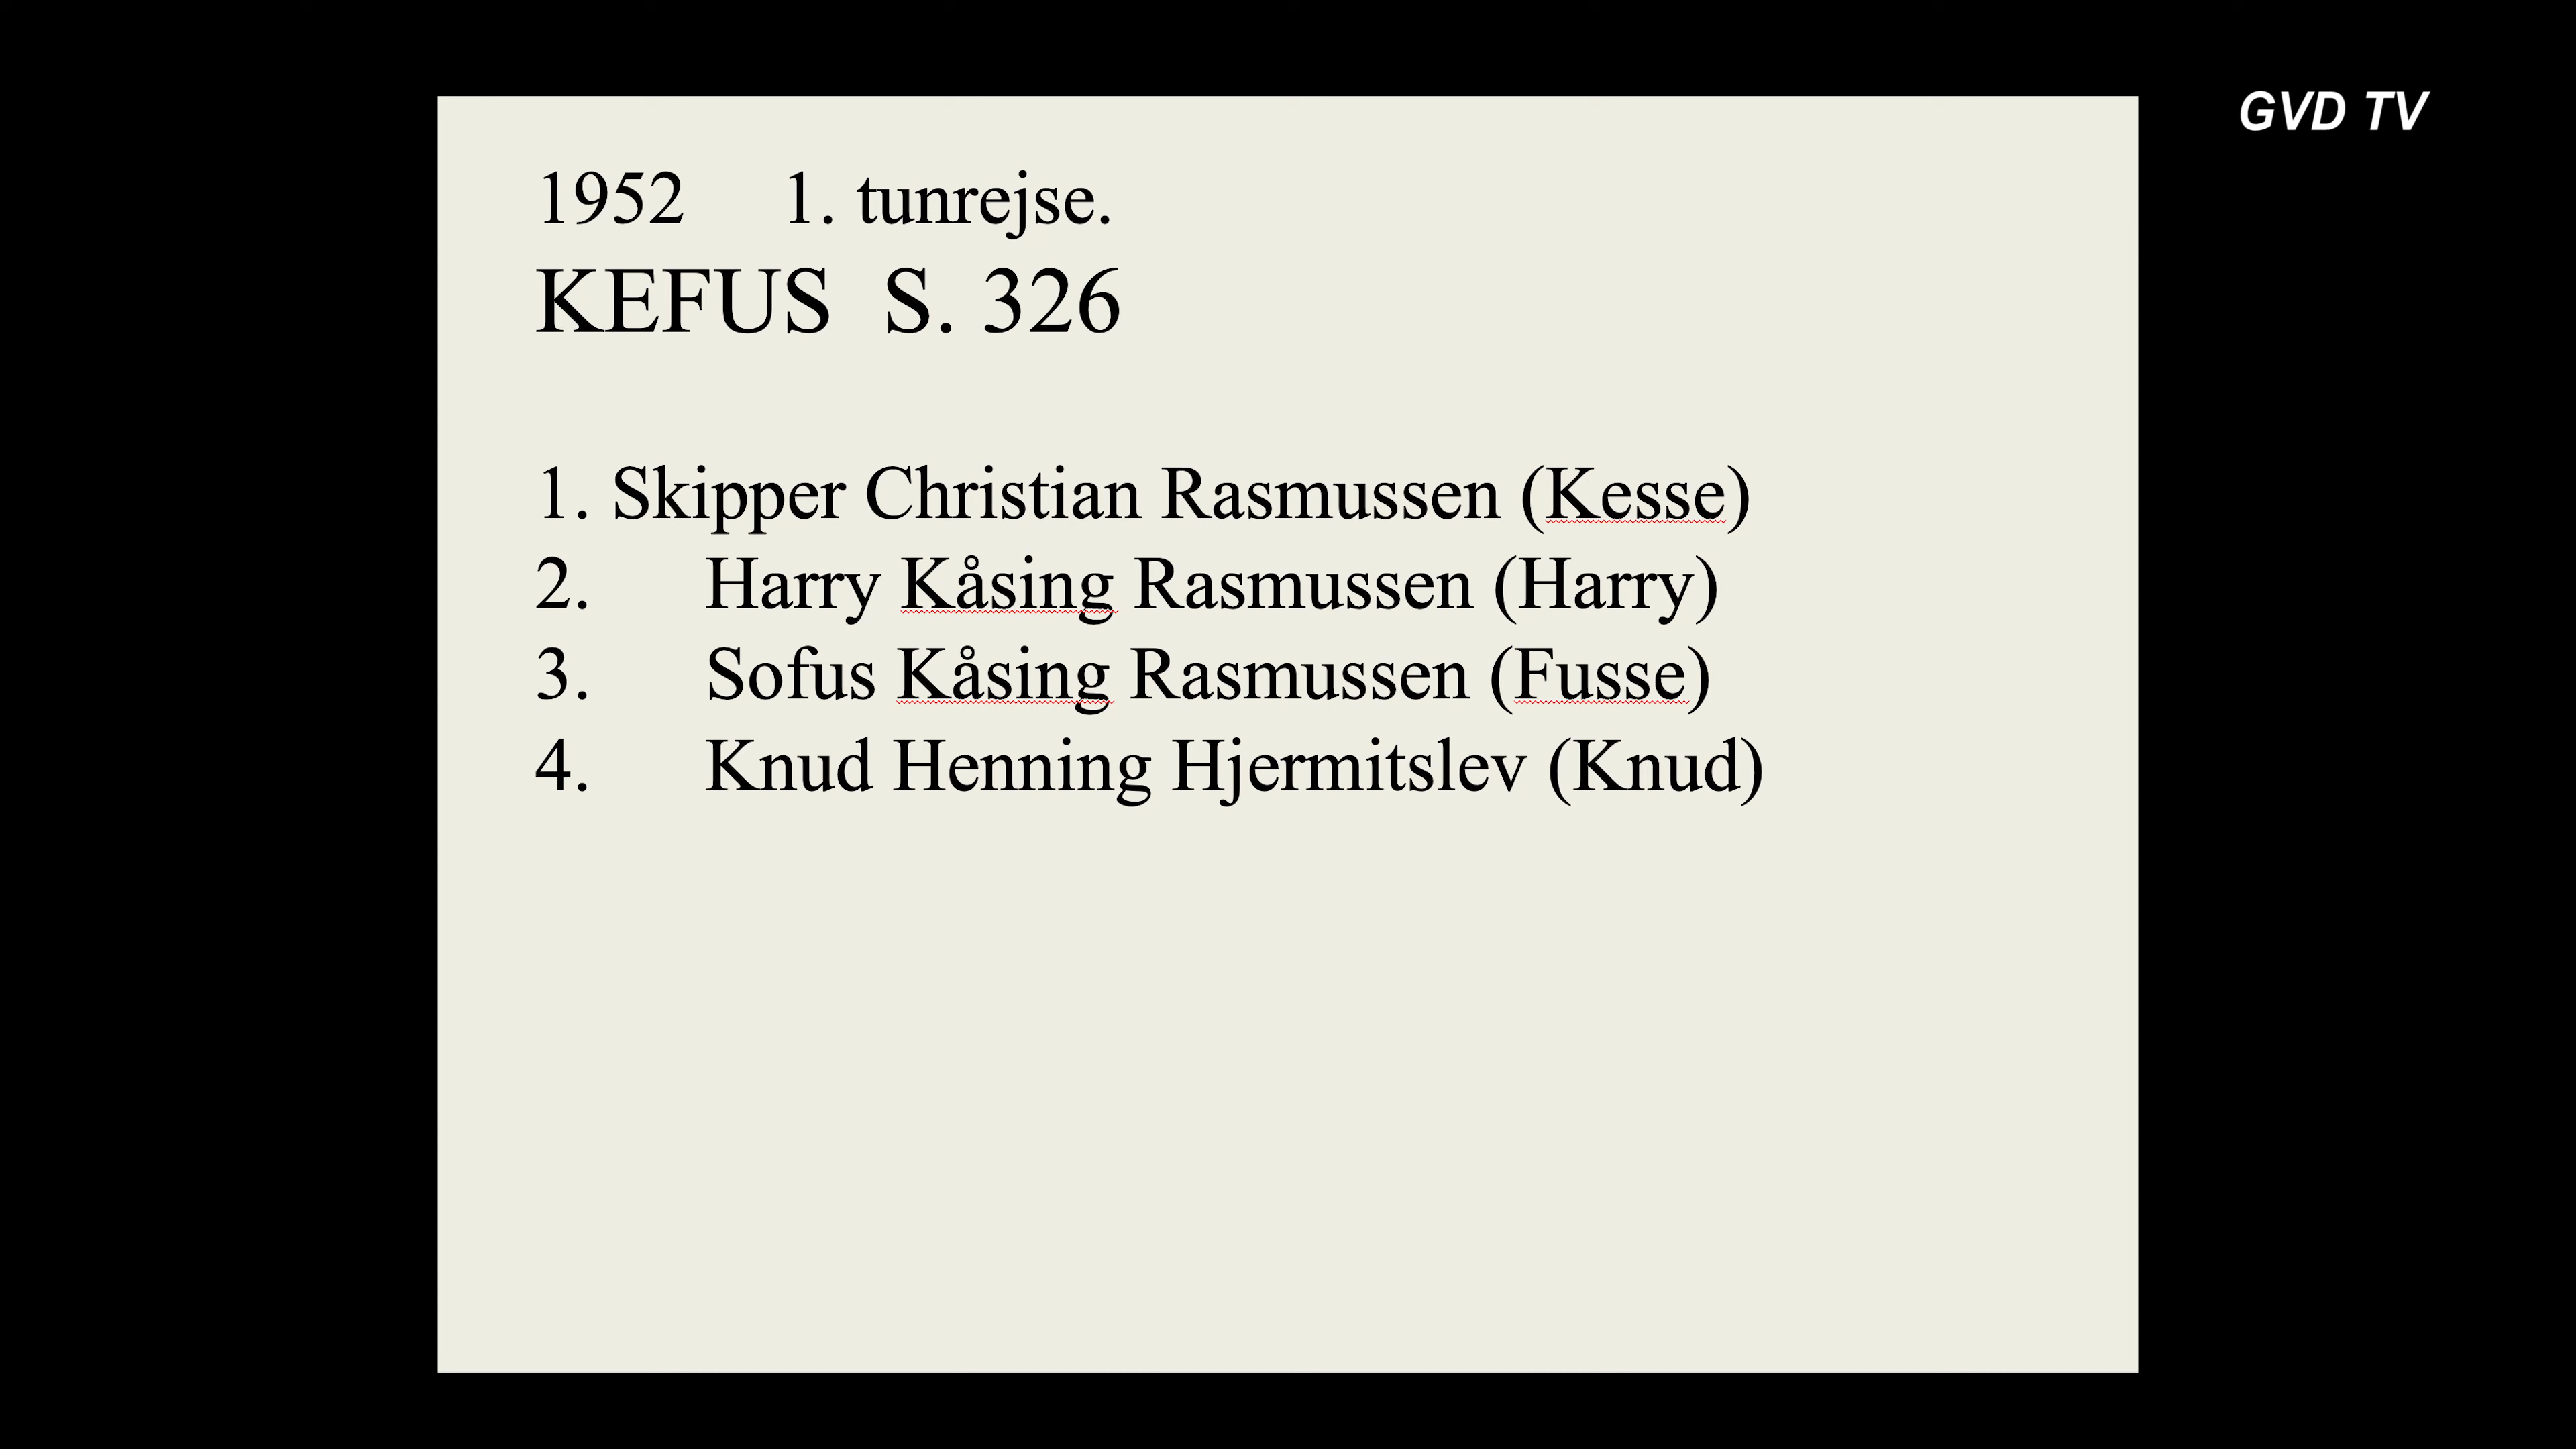 GVD TV
1952 1. tunrejse.
KEFUS S. 326
1. Skipper Christian Rasmussen (Kesse)
2. Harry Kåsing Rasmussen (Harry)
3. Sofus Kåsing Rasmussen (Fusse)
4. Knud Henning Hjermitslev (Knud)